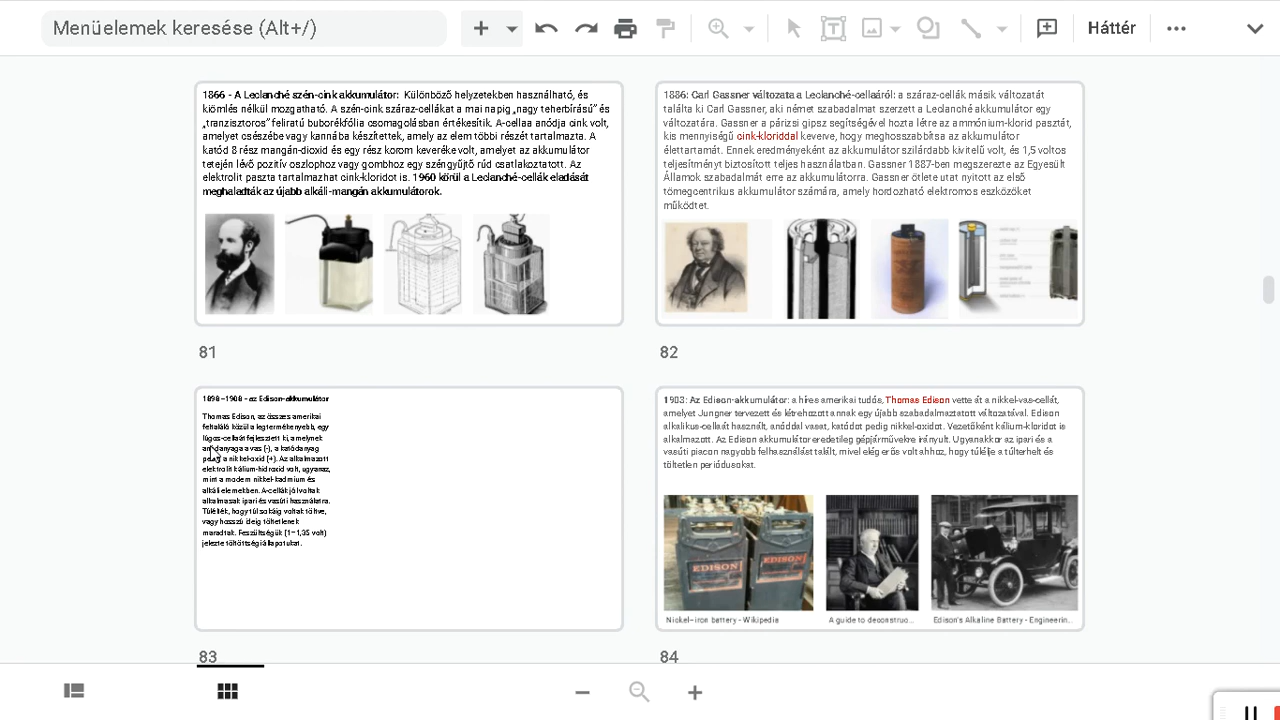 Menüelemek keresése (Alt+/)
Háttér
1866 - A Leclanché szén-cink akkumulátor: Különböző helyzetekben használható, és
kiömlés nélkül mozgatható. A szén-cink száraz-cellákat a mai napig „nagy teherbírású” és
„tranzisztoros” feliratú buborékfólia csomagolásban értékesítik. A-cellaa anódja cink volt,
amelyet csészébe vagy kannába készítettek, amely az elem többi részét tartalmazta. A
katód 8 rész mangán-dioxid és egy rész korom keveréke volt, amelyet az akkumulátor
tetején lévő pozitív oszlophoz vagy gombhoz egy széngyűjtő rúd csatlakoztatott. Az
elektrolit paszta tartalmazhat cink-kloridot is. 1960 körül a Leclanché-cellák eladását
meghaladták az újabb alkáli-mangán akkumulátorok.
81
1886: Carl Gassner változata a Leclanché-cellaáról: a száraz-cellák másik változatát
találta ki Carl Gassner, aki német szabadalmat szerzett a Leclanché akkumulátor egy
változatára. Gassner a párizsi gipsz segítségével hozta létre az ammónium-klorid pasztát,
kis mennyiségű cink-kloriddal keverve, hogy meghosszabbítsa az akkumulátor
élettartamát. Ennek eredményeként az akkumulátor szilárdabb kivitelű volt, és 1,5 voltos
teljesítményt biztosított teljes használatban. Gassner 1887-ben megszerezte az Egyesült
Államok szabadalmát erre az akkumulátorra. Gassner ötlete utat nyitott az első
tömegcentrikus akkumulátor számára, amely hordozható elektromos eszközöket
működtet.
82
1898–1908 - az Edison-akkumulátor
Thomas Edison, az összes amerikai
feltaláló közül a legtermékenyebb, egy
lúgos-cellaát fejlesztett ki, amelynek
anódanyaga a vas (-), a katódanyag
pedig a nikkel-oxid (+). Az alkalmazott
elektrolit kálium-hidroxid volt, ugyanaz,
mint a modern nikkel-kadmium és
alkáli elemekben. A-cellák jól voltak
alkalmasak ipari és vasúti használatra.
Túlélték, hogy túl sokáig voltak töltve,
vagy hosszú ideig töltetlenek
maradtak. Feszültségük (1–1,35 volt)
jelezte töltöttségi állapotukat.
83
1903: Az Edison-akkumulátor: a híres amerikai tudós, Thomas Edison vette át a nikkel-vas-cellát,
amelyet Jungner tervezett és létrehozott annak egy újabb szabadalmaztatott változatával. Edison
alkalikus-cellaát használt, anóddal vasat, katódot pedig nikkel-oxidot. Vezetőként kálium-kloridot is
alkalmazott. Az Edison akkumulátor eredetileg gépjárművekre irányult. Ugyanakkor az ipari és a
vasúti piacon nagyobb felhasználást talált, mivel elég erős volt ahhoz, hogy túlélje a túlterhelt és
töltetlen periódusokat.
EDISON
EDISON
Nickel–iron battery - Wikipedia
A guide to deconstruc...
Edison's Alkaline Battery - Engineerin...
84